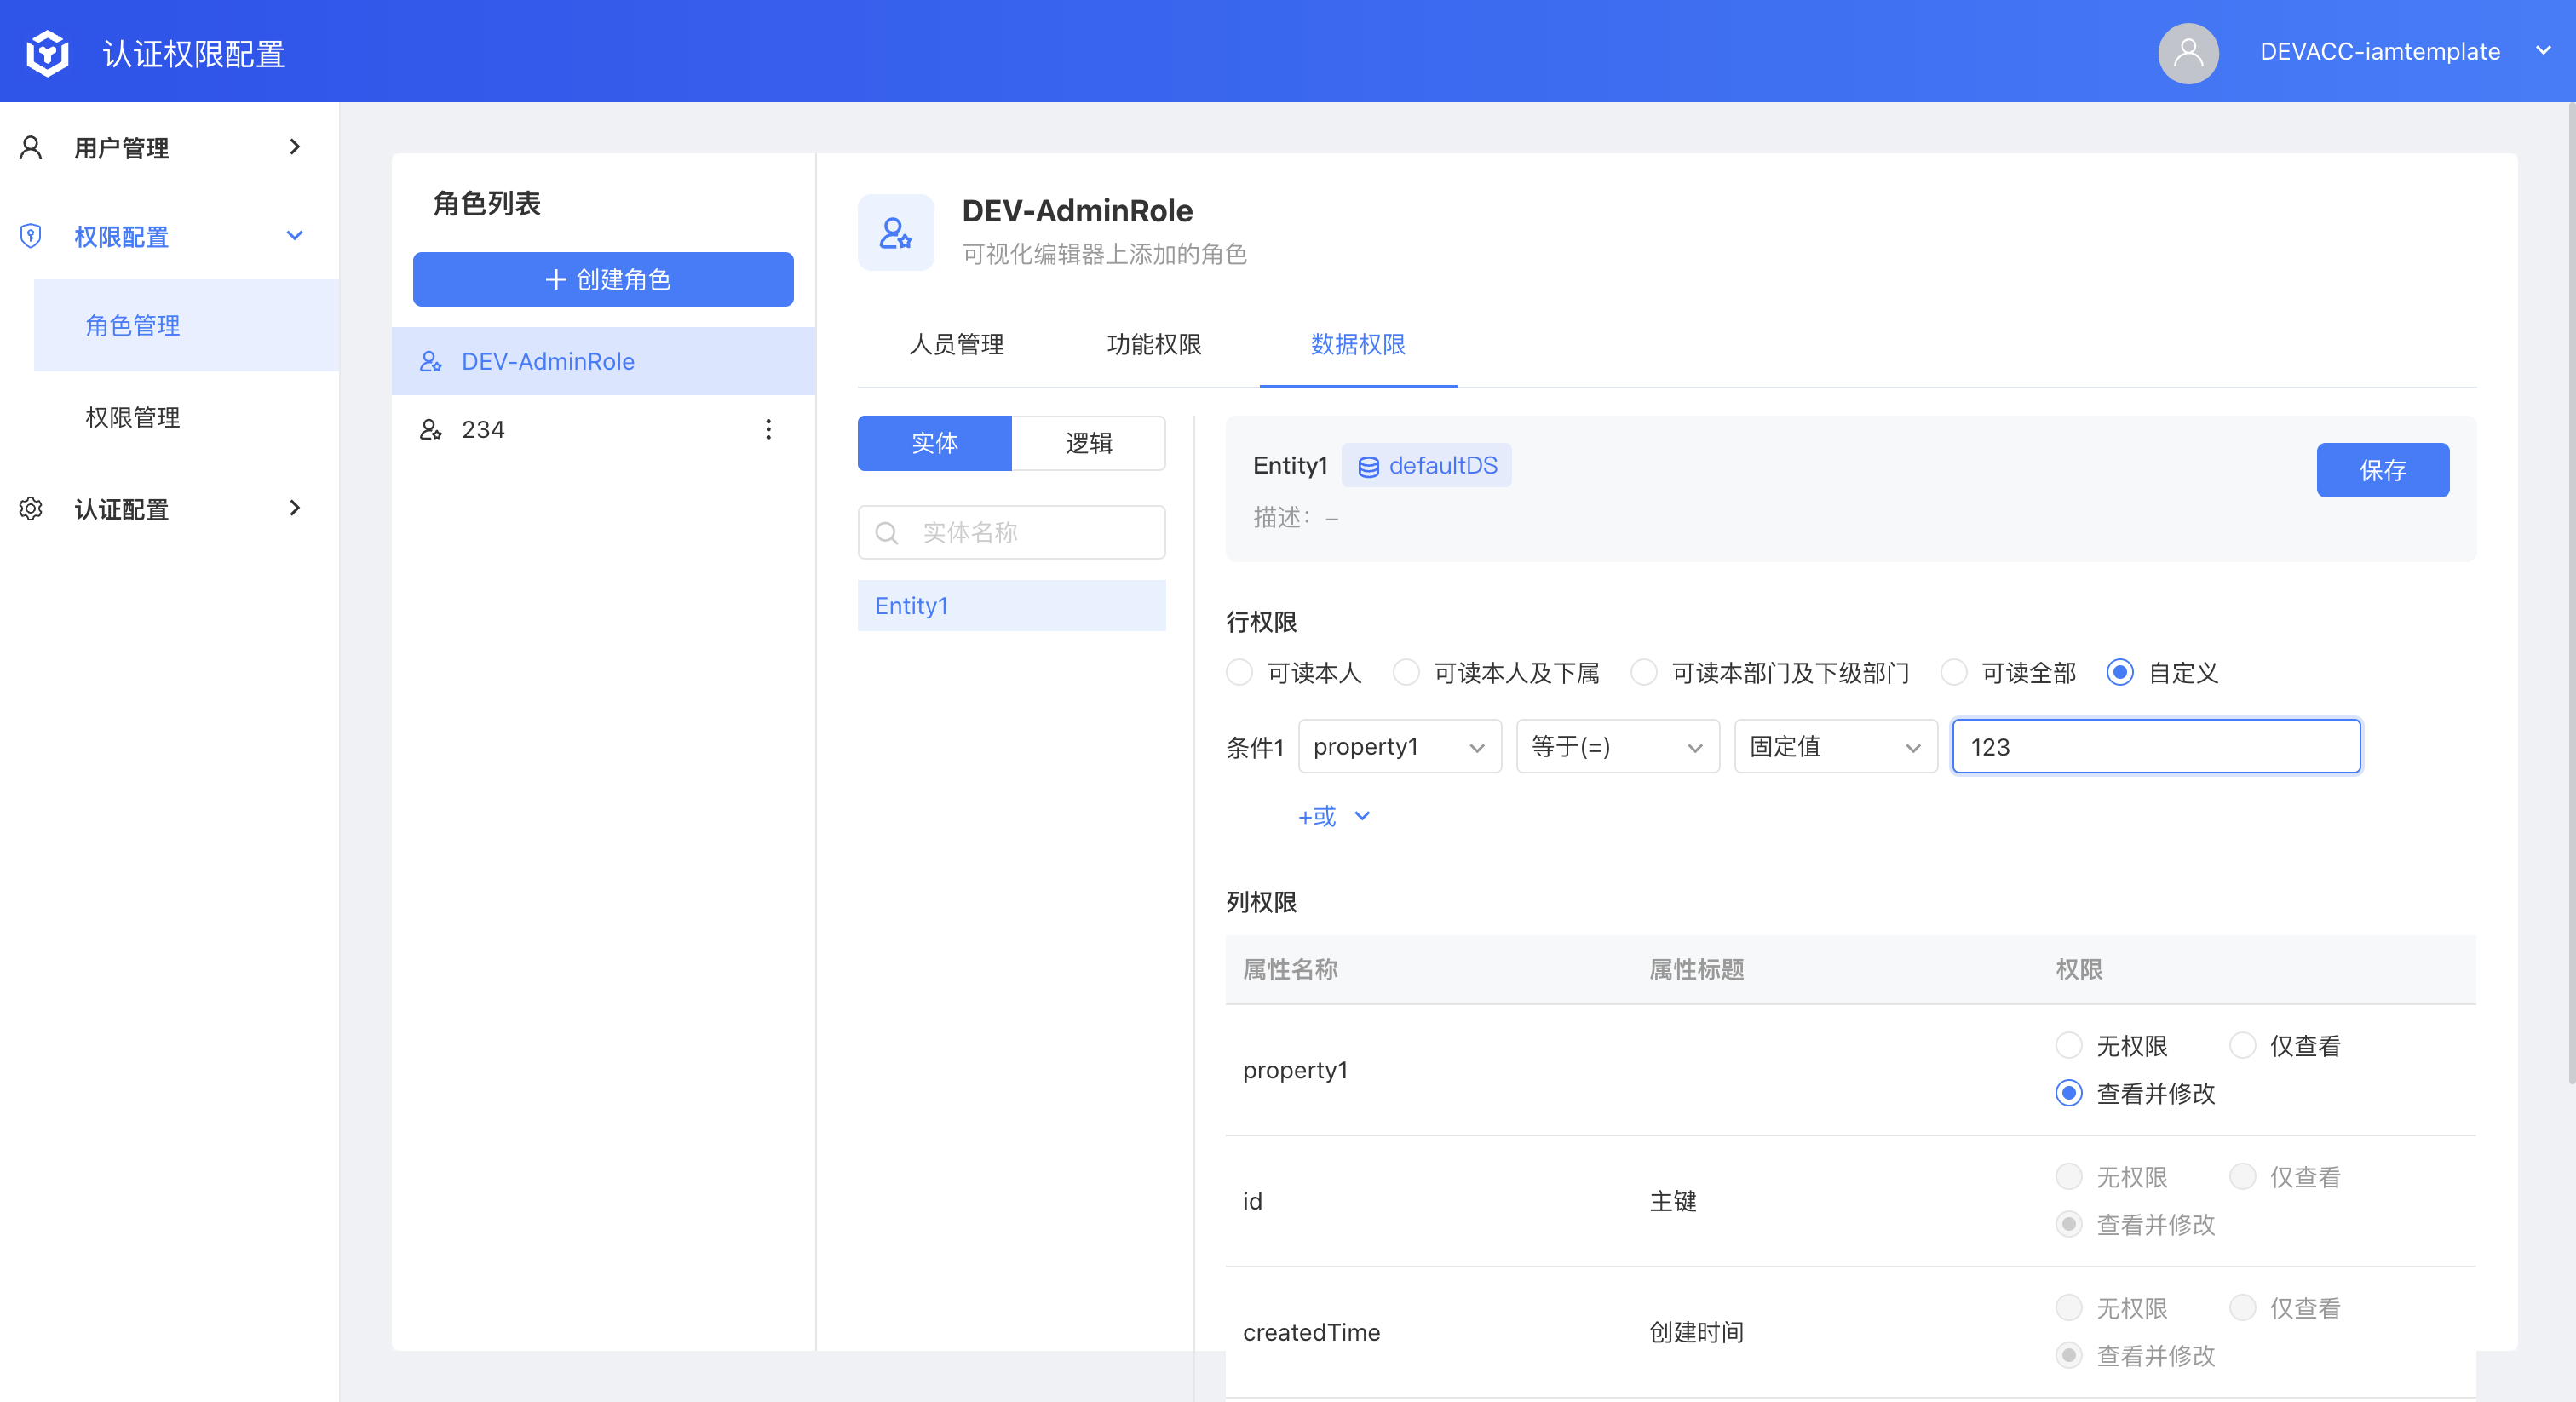 认证权限配置
DEVACC-iamtemplate
用户管理
权限配置
角色管理
权限管理
认证配置
角色列表
创建角色
DEV-AdminRole
234
DEV-AdminRole
可视化编辑器上添加的角色
人员管理 功能权限 数据权限
实体 逻辑
实体名称
Entity1
Entity1 defaultDS
描述： –
保存
行权限
可读本人 可读本人及下属 可读本部门及下级部门 可读全部 自定义
条件1 property1 等于(=) 固定值 123
+或
列权限
属性名称 属性标题 权限
property1 无权限 仅查看
查看并修改
id 主键 无权限 仅查看
查看并修改
createdTime 创建时间 无权限 仅查看
查看并修改